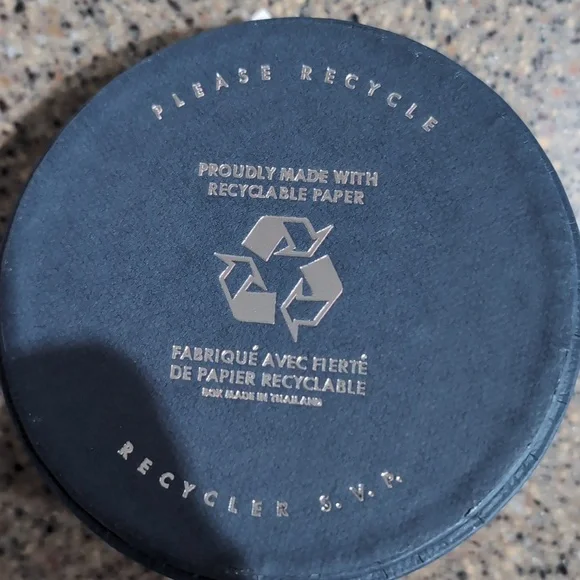 PLEASE RECYCLE
PROUDLY MADE WITH
RECYCLABLE PAPER
FABRIQUÉ AVEC FIERTÉ
DE PAPIER RECYCLABLE
BOX MADE IN THAILAND
RECYCLER S.V.P.